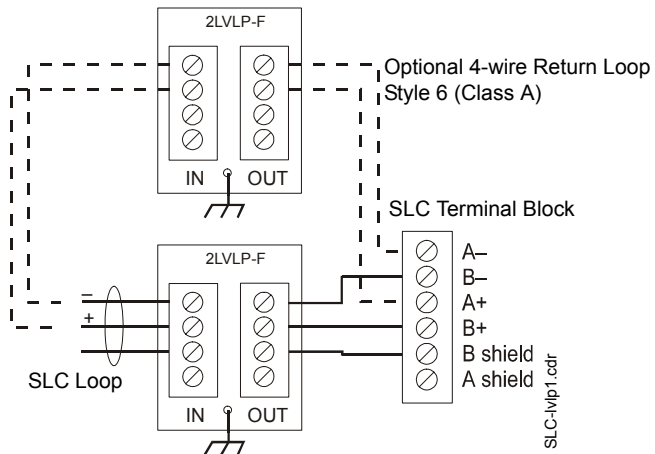 2LVLP-F
Optional 4-wire Return Loop
Style 6 (Class A)
IN OUT
SLC Terminal Block
A–
B–
A+
B+
B shield
A shield
2LVLP-F
–
+
SLC Loop
IN OUT
SLC-lvlp1.cdr